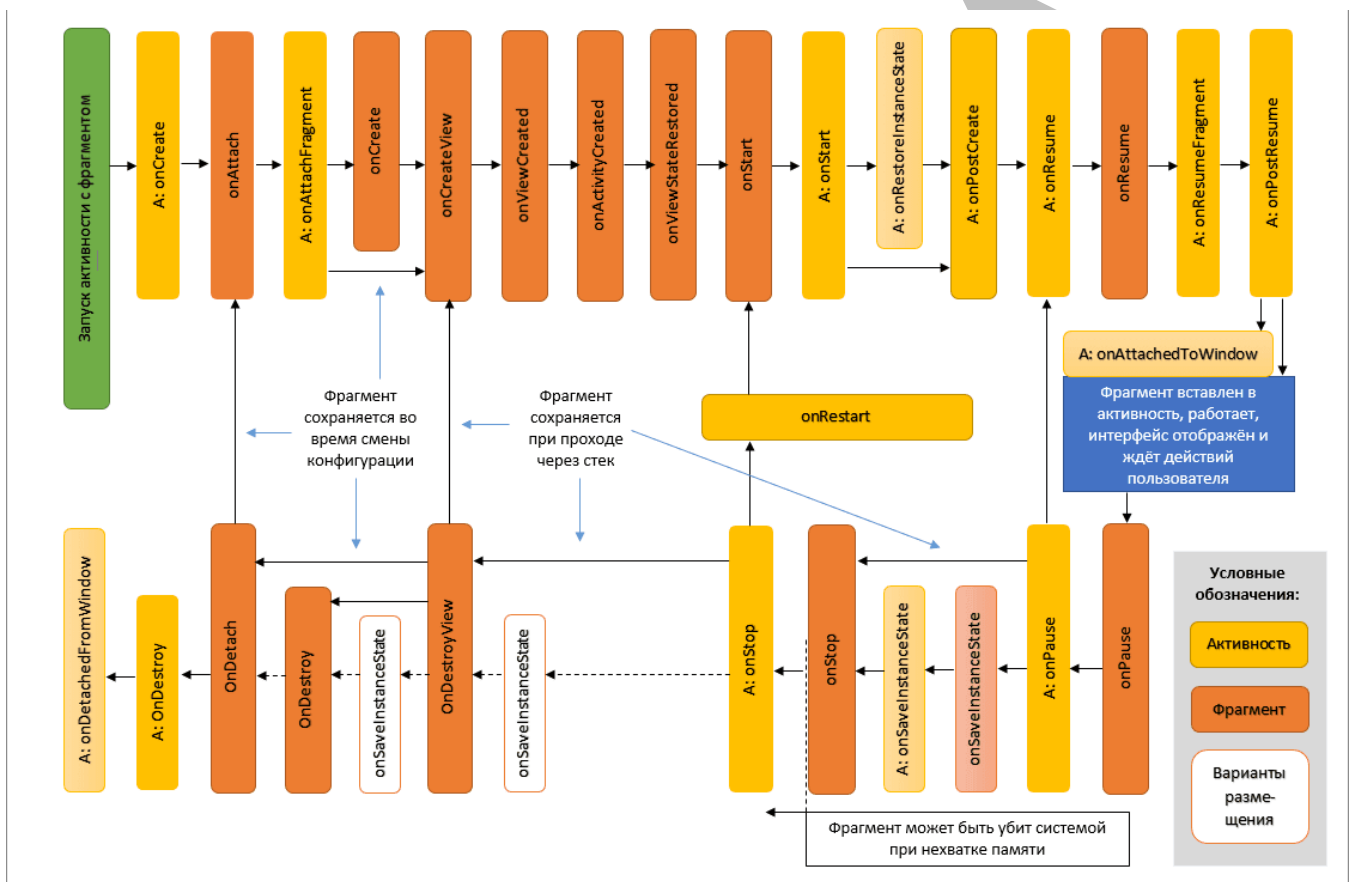 Запуск активности с фрагментом
A: onCreate
onAttach
A: onAttachFragment
onCreate
onCreateView
onViewCreated
onActivityCreated
onViewStateRestored
onStart
A: onStart
A: onRestoreInstanceState
A: onPostCreate
A: onResume
onResume
A: onResumeFragment
A: onPostResume
A: onAttachedToWindow
Фрагмент вставлен в
активность, работает,
интерфейс отображён и
ждёт действий
пользователя
Фрагмент
сохраняется во
время смены
конфигурации
Фрагмент
сохраняется
при проходе
через стек
onRestart
A: onDetachedFromWindow
A: OnDestroy
OnDetach
OnDestroy
onSaveInstanceState
OnDestroyView
onSaveInstanceState
A: onStop
onStop
A: onSaveInstanceState
onSaveInstanceState
A: onPause
onPause
Фрагмент может быть убит системой
при нехватке памяти
Условные
обозначения:
Активность
Фрагмент
Варианты
разме-
щения